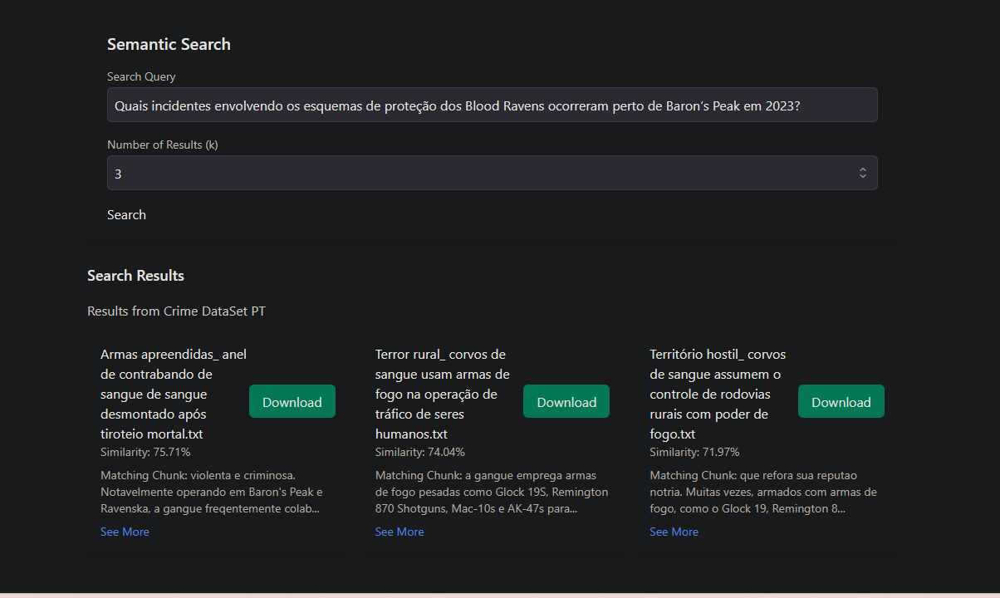 Semantic Search
Search Query
Quais incidentes envolvendo os esquemas de proteção dos Blood Ravens ocorreram perto de Baron's Peak em 2023?
Number of Results (k)
3
Search
Search Results
Results from Crime DataSet PT
Armas apreendidas_ anel
de contrabando de
sangue de sangue
desmontado após
tiroteio mortal.txt
Download
Similarity: 75.71%
Matching Chunk: violenta e criminosa.
Notavelmente operando em Baron's Peak e
Ravenska, a gangue freqentemente colab...
See More
Terror rural_ corvos de
sangue usam armas de
fogo na operação de
tráfico de seres
humanos.txt
Download
Similarity: 74.04%
Matching Chunk: a gangue emprega armas
de fogo pesadas como Glock 19S, Remington
870 Shotguns, Mac-10s e AK-47s para...
See More
Território hostil_ corvos
de sangue assumem o
controle de rodovias
rurais com poder de
fogo.txt
Download
Similarity: 71.97%
Matching Chunk: que refora sua reputao
notria. Muitas vezes, armados com armas de
fogo, como o Glock 19, Remington 8...
See More